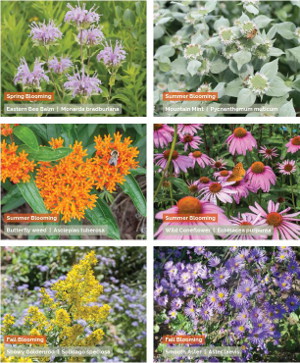 Spring Blooming
Eastern Bee Balm | Monarda bradburiana
Summer Blooming
Mountain Mint | Pycnanthemum muticum
Summer Blooming
Butterfly weed | Asclepias tuberosa
Summer Blooming
Wild Coneflower | Echinacea purpurea
Fall Blooming
Showy Goldenrod | Solidago speciosa
Fall Blooming
Smooth Aster | Aster laevis